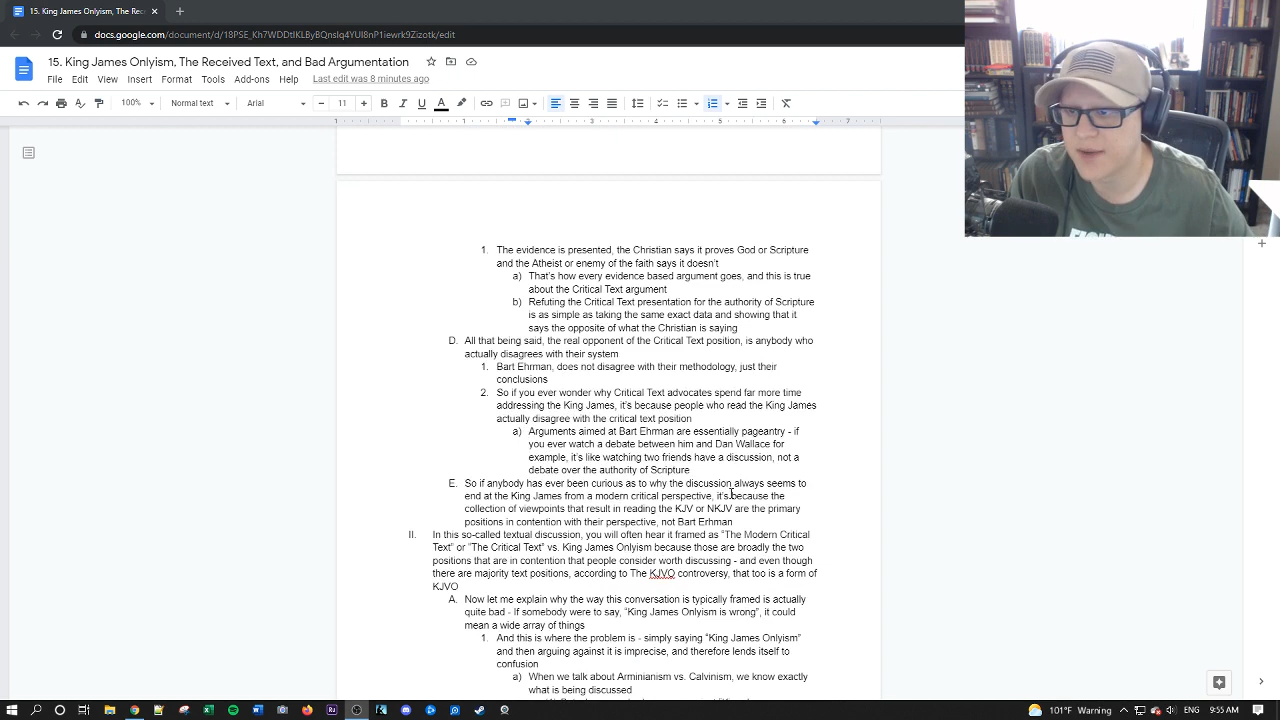 15. King James Onlyism, The Rec
docs.google.com/document/d/
15. King James Onlyism, The Received Text, and Bad Argumentation
File Edit View Insert Format Tools Add-ons
Last edit was 8 minutes ago
100% Normal text Arial 11
1 1 2 3 4 5 6 7
1. The evidence is presented, the Christian says it proves God or Scripture
and the Atheist or enemy of the faith says it doesn't
a) That's how every evidence based argument goes, and this is true
about the Critical Text argument
b) Refuting the Critical Text presentation for the authority of Scripture
is as simple as taking the same exact data and showing that it
says the opposite of what the Christian is saying
D. All that being said, the real opponent of the Critical Text position, is anybody who
actually disagrees with their system
1. Bart Ehrman, does not disagree with their methodology, just their
conclusions
2. So if you ever wonder why Critical Text advocates spend far more time
addressing the King James, it's because people who read the King James
actually disagree with the critical text position
a) Arguments aimed at Bart Ehrman are essentially pageantry - if
you ever watch a debate between him and Dan Wallace for
example, it's like watching two friends have a discussion, not a
debate over the authority of Scripture
E. So if anybody has ever been curious as to why the discussion always seems to
end at the King James from a modern critical perspective, it's because the
collection of viewpoints that result in reading the KJV or NKJV are the primary
positions in contention with their perspective, not Bart Erhman
II. In this so-called textual discussion, you will often hear it framed as "The Modern Critical
Text" or "The Critical Text" vs. King James Onlyism because those are broadly the two
positions that are in contention that people consider worth discussing - and even though
there are majority text positions, according to The KJVO controversy, that too is a form of
KJVO
A. Now let me explain why the way this conversation is typically framed is actually
quite bad - If somebody were to say, "King James Onlyism is wrong", it could
mean a wide array of things
1. And this is where the problem is - simply saying "King James Onlyism"
and then arguing against it is imprecise, and therefore lends itself to
confusion
a) When we talk about Arminianism vs. Calvinism, we know exactly
what is being discussed
101°F Warning 9:55 AM